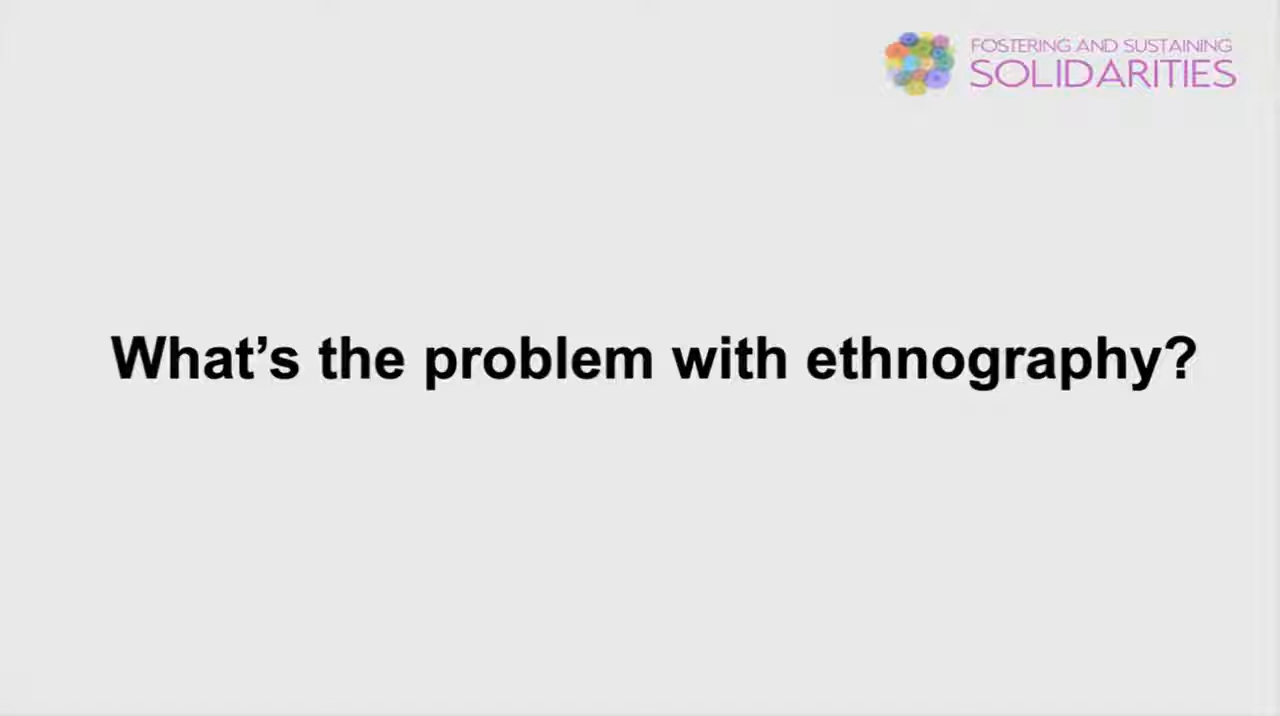 FOSTERING AND SUSTAINING
SOLIDARITIES
What’s the problem with ethnography?